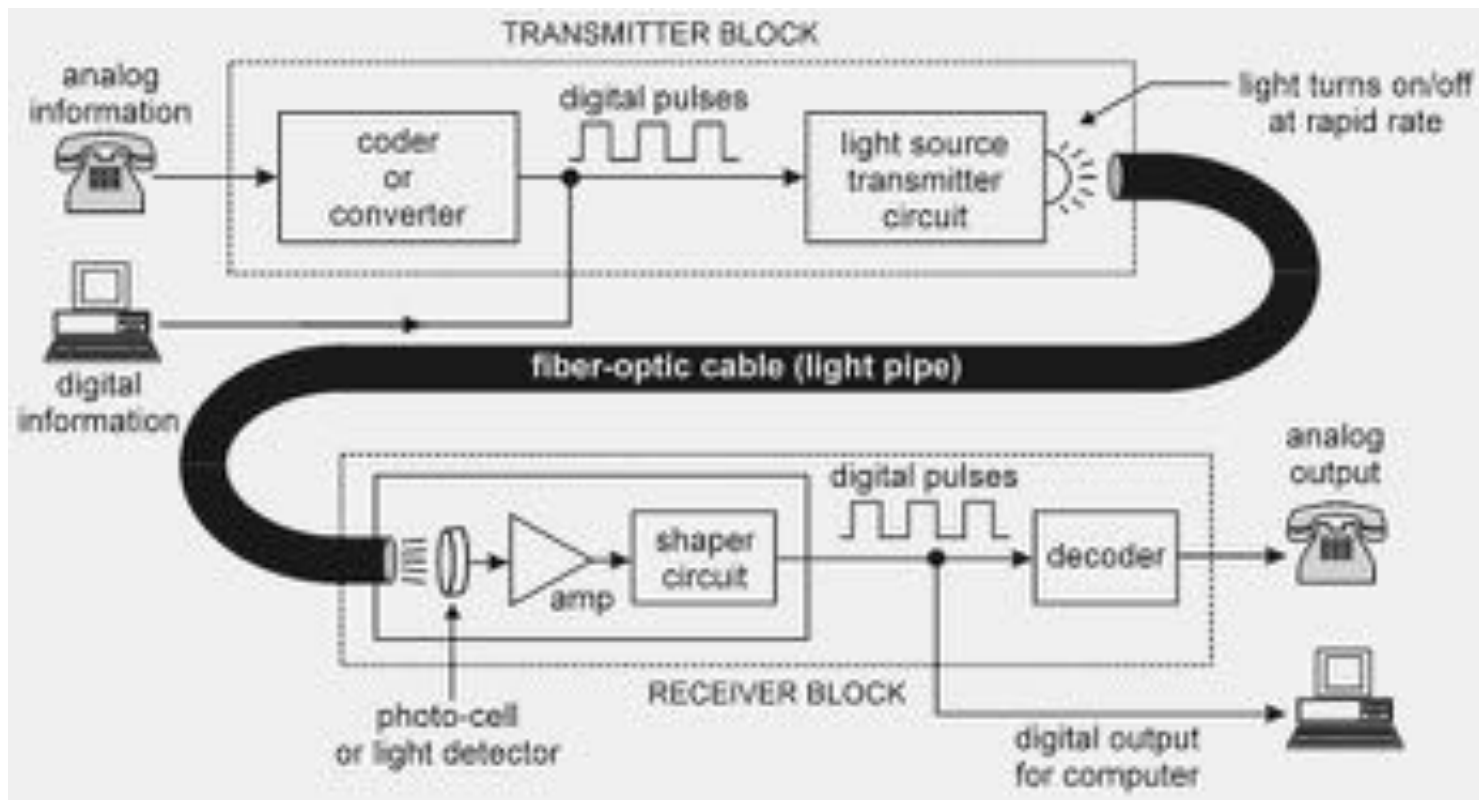 TRANSMITTER BLOCK
analog
information
digital pulses
coder
or
converter
light source
transmitter
circuit
light turns on/off
at rapid rate
digital
information
fiber-optic cable (light pipe)
analog
output
digital pulses
shaper
circuit
amp
decoder
RECEIVER BLOCK
photo-cell
or light detector
digital output
for computer